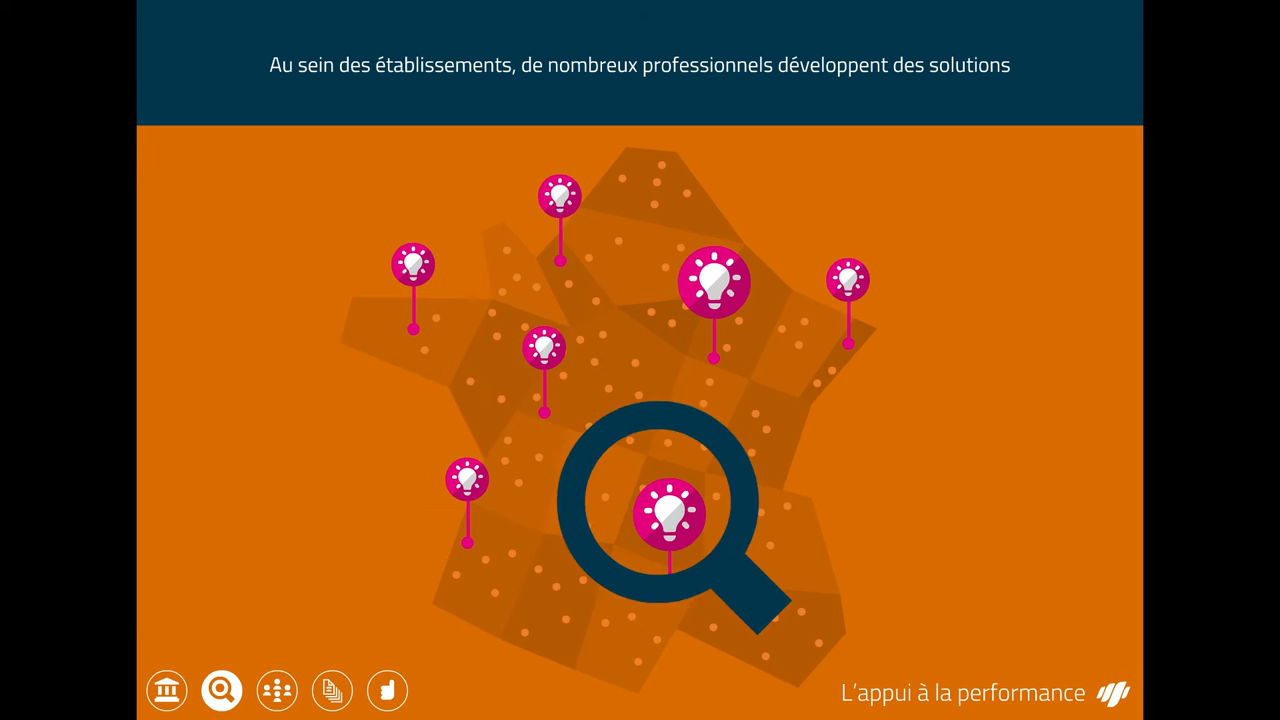 Au sein des établissements, de nombreux professionnels développent des solutions
L'appui à la performance